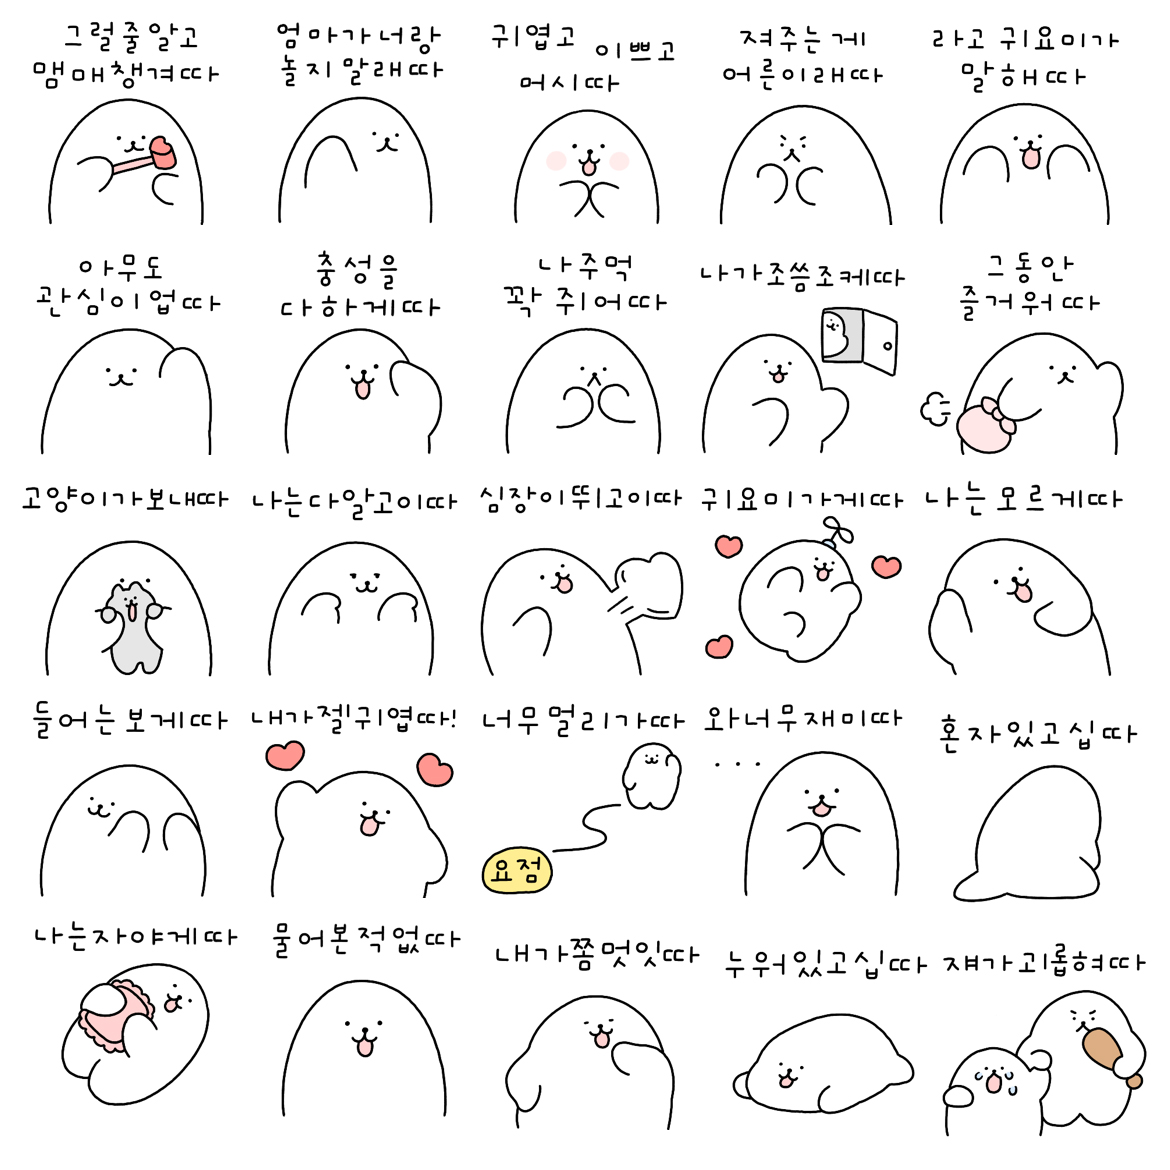 그럴줄알고
맴매챙겨따
엄마가너랑
놀지말래따
귀엽고
이쁘고
머시따
져주는게
어른이래따
라고 귀요미가
말해따
아무도
관심이업따
충성을
다하게따
나주먹
꽉 쥐어따
나가조씀조케따
그동안
즐거워따
고양이가보내따
나는다알고이따
심장이뛰고이따
귀요미가게따
나는모르게따
들어는보게따
내가젤!귀엽따!
너무멀리가따
요점
와너무재미따
...
혼자있고십따
나는자야게따
물어본적없따
내가쫌멋잇따
누워있고십따
쟤가괴롭혀따